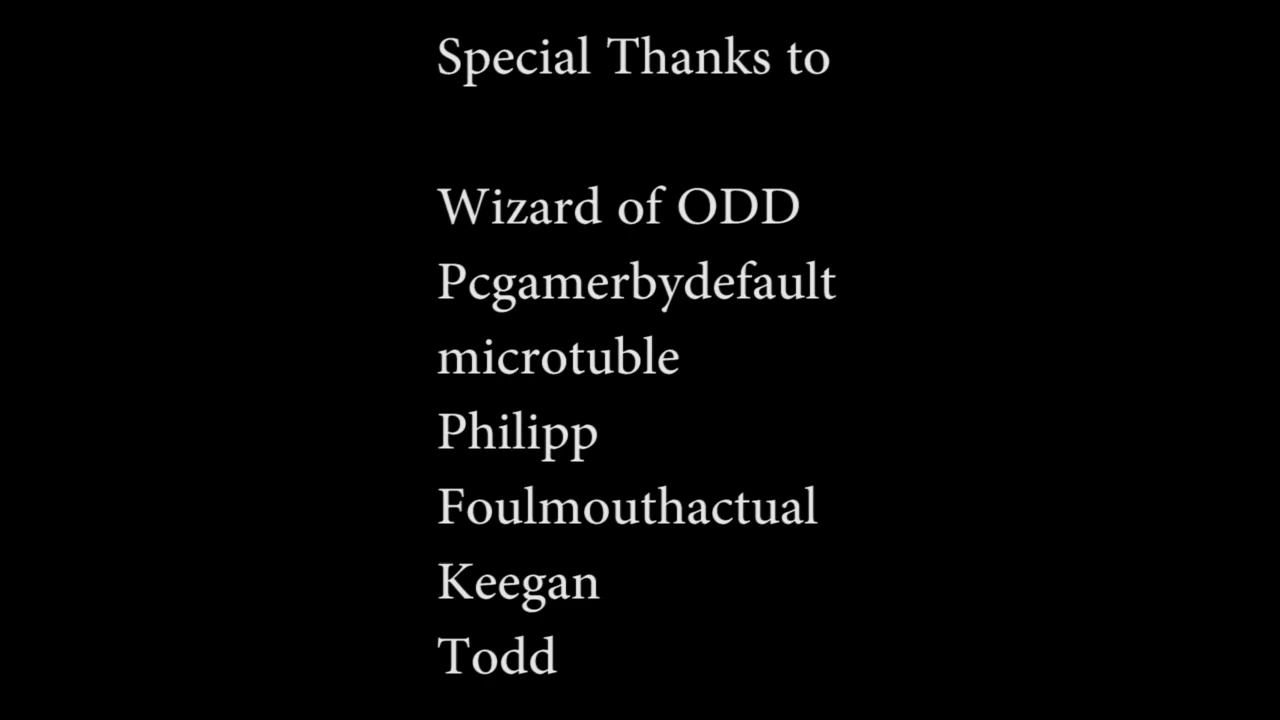 Special Thanks to
Wizard of ODD
Pcgamerbydefault
microtuble
Philipp
Foulmouthactual
Keegan
Todd